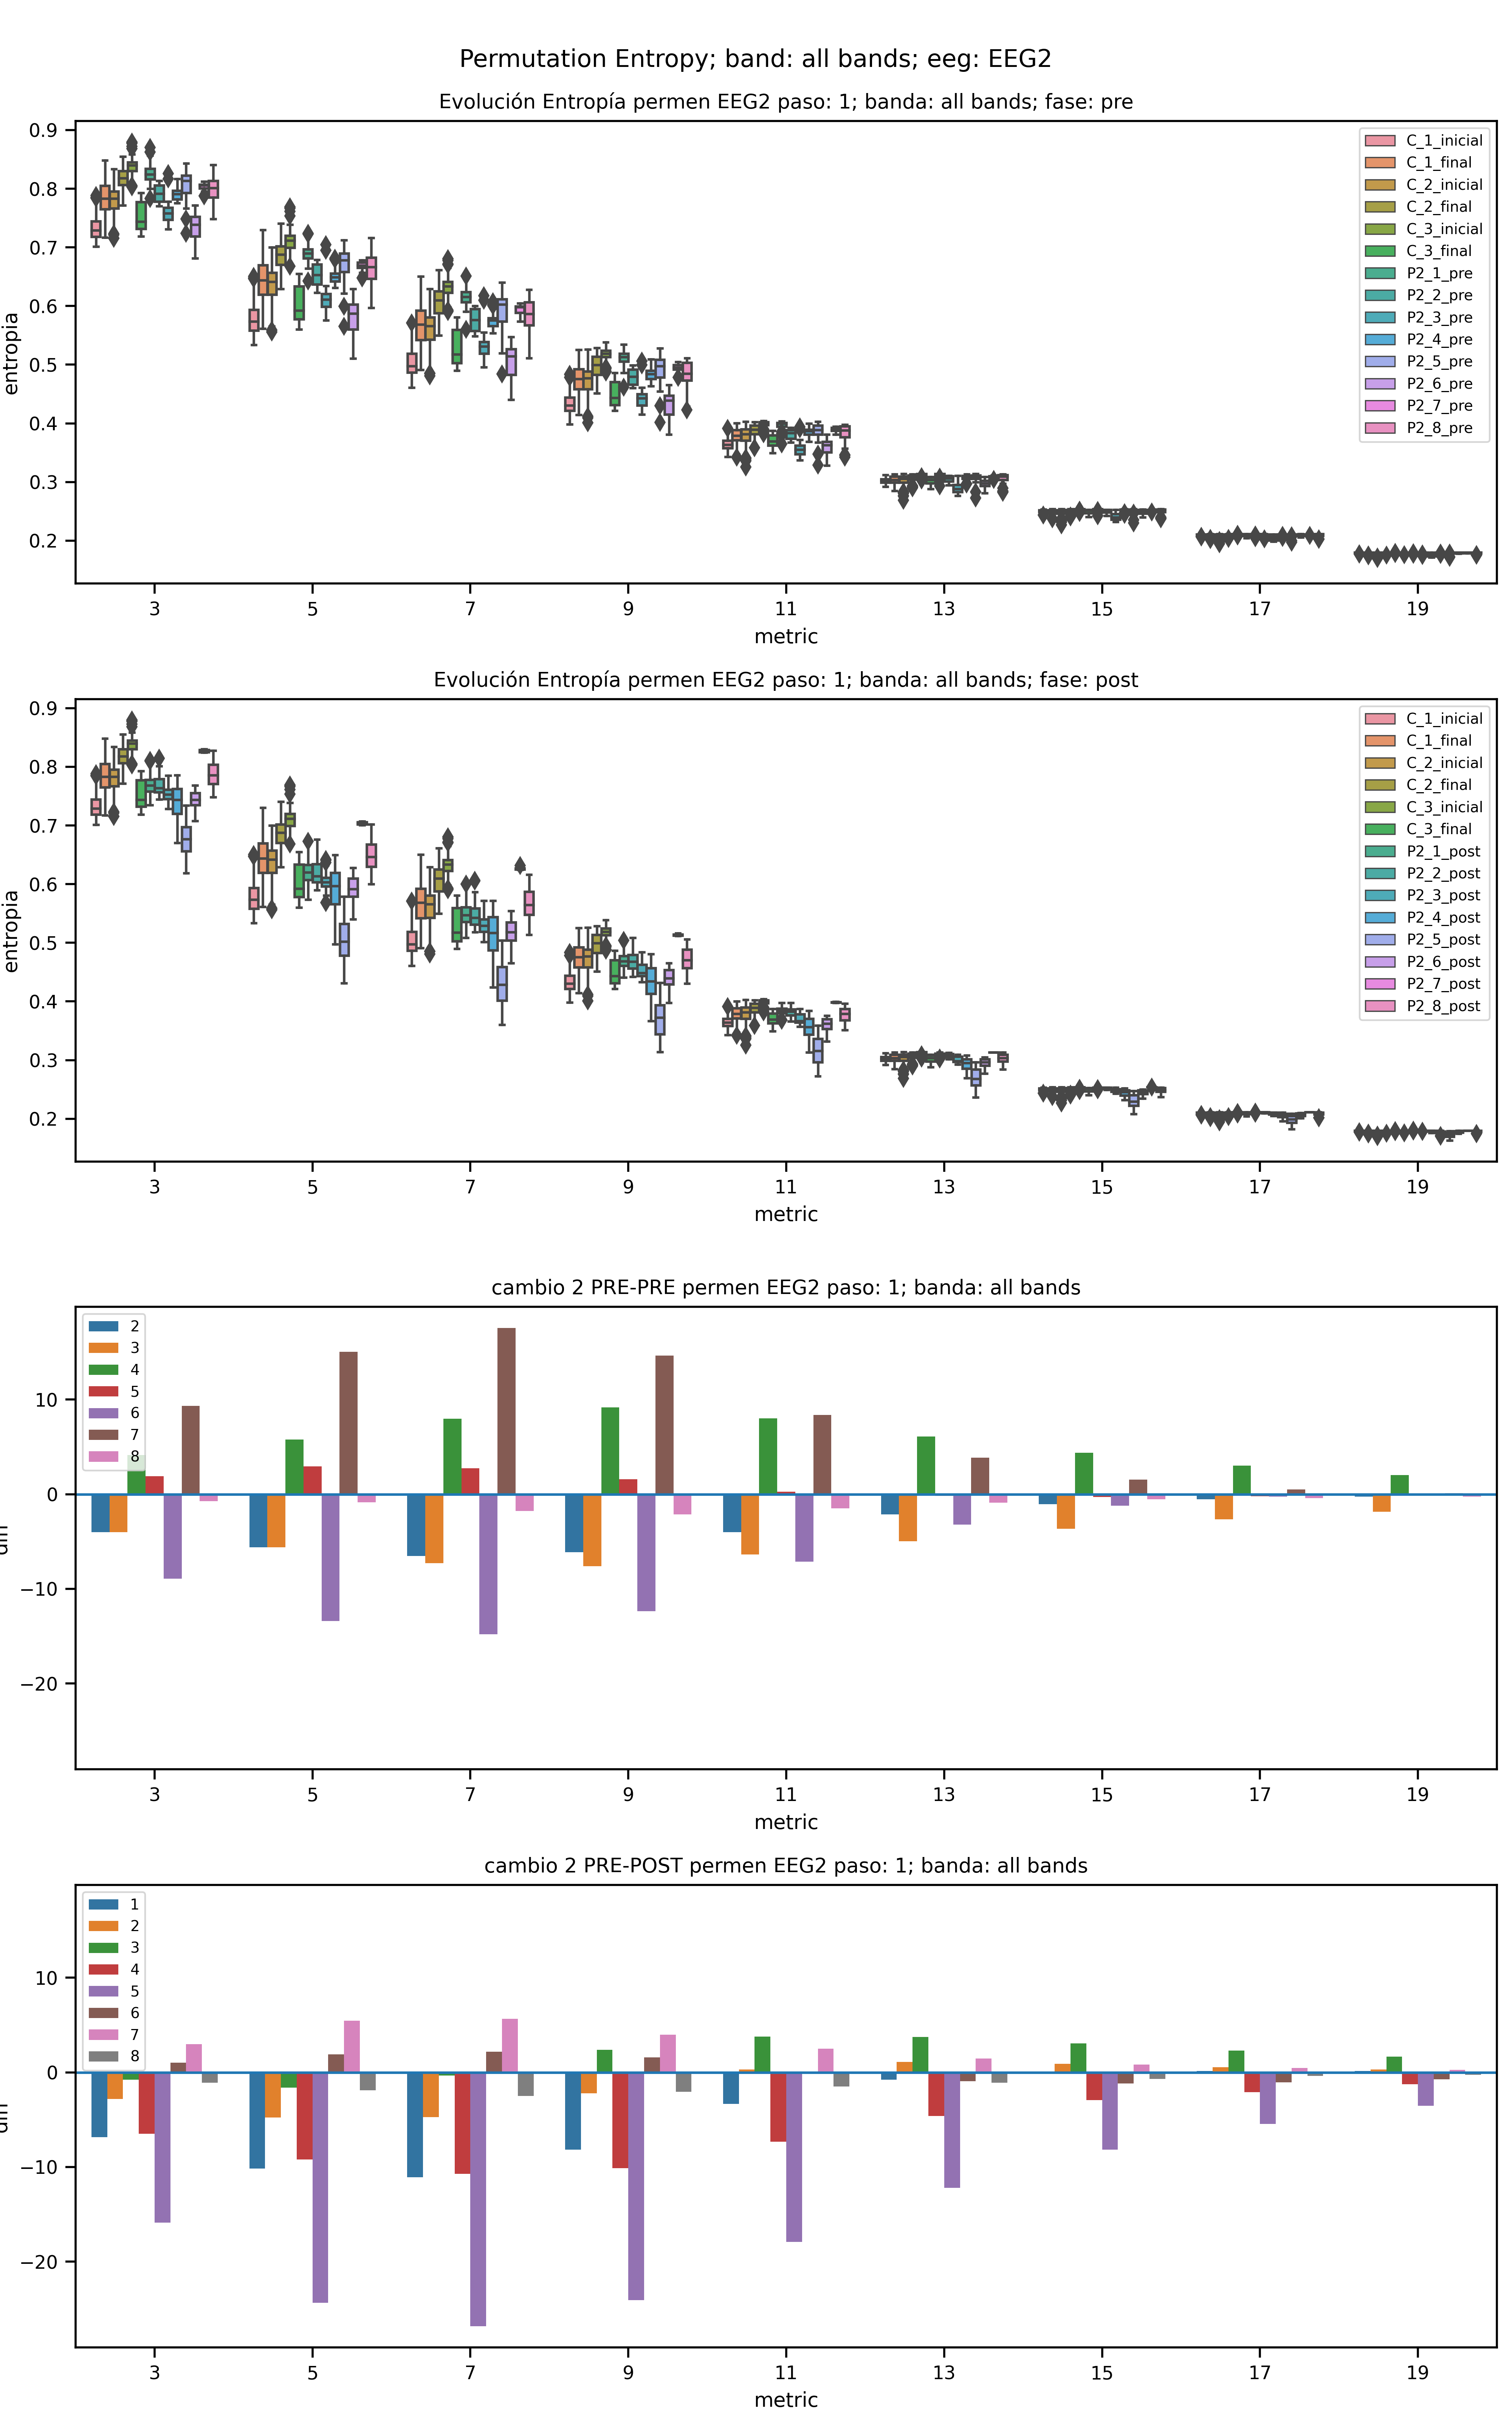 Permutation Entropy; band: all bands; eeg: EEG2
Evolución Entropía permen EEG2 paso: 1; banda: all bands; fase: pre
entropia
0.9
0.8
0.7
0.6
0.5
0.4
0.3
0.2
C_1_inicial
C_1_final
C_2_inicial
C_2_final
C_3_inicial
C_3_final
P2_1_pre
P2_2_pre
P2_3_pre
P2_4_pre
P2_5_pre
P2_6_pre
P2_7_pre
P2_8_pre
3 5 7 9 11 13 15 17 19
metric
Evolución Entropía permen EEG2 paso: 1; banda: all bands; fase: post
entropia
0.9
0.8
0.7
0.6
0.5
0.4
0.3
0.2
C_1_inicial
C_1_final
C_2_inicial
C_2_final
C_3_inicial
C_3_final
P2_1_post
P2_2_post
P2_3_post
P2_4_post
P2_5_post
P2_6_post
P2_7_post
P2_8_post
3 5 7 9 11 13 15 17 19
metric
cambio 2 PRE-PRE permen EEG2 paso: 1; banda: all bands
10
0
−10
−20
2
3
4
5
6
7
8
3 5 7 9 11 13 15 17 19
metric
cambio 2 PRE-POST permen EEG2 paso: 1; banda: all bands
10
0
−10
−20
1
2
3
4
5
6
7
8
3 5 7 9 11 13 15 17 19
metric